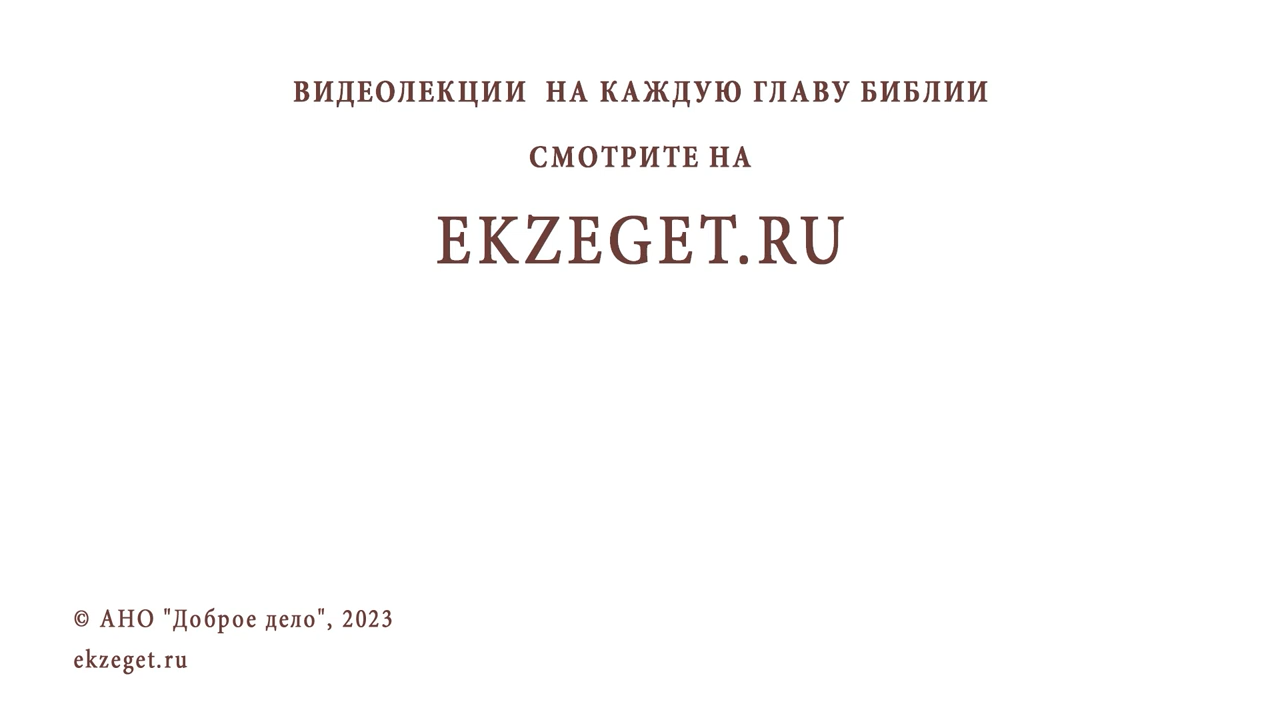 ВИДЕОЛЕКЦИИ НА КАЖДУЮ ГЛАВУ БИБЛИИ
СМОТРИТЕ НА
EKZEGET.RU
© АНО "Доброе дело", 2023
ekzeget.ru